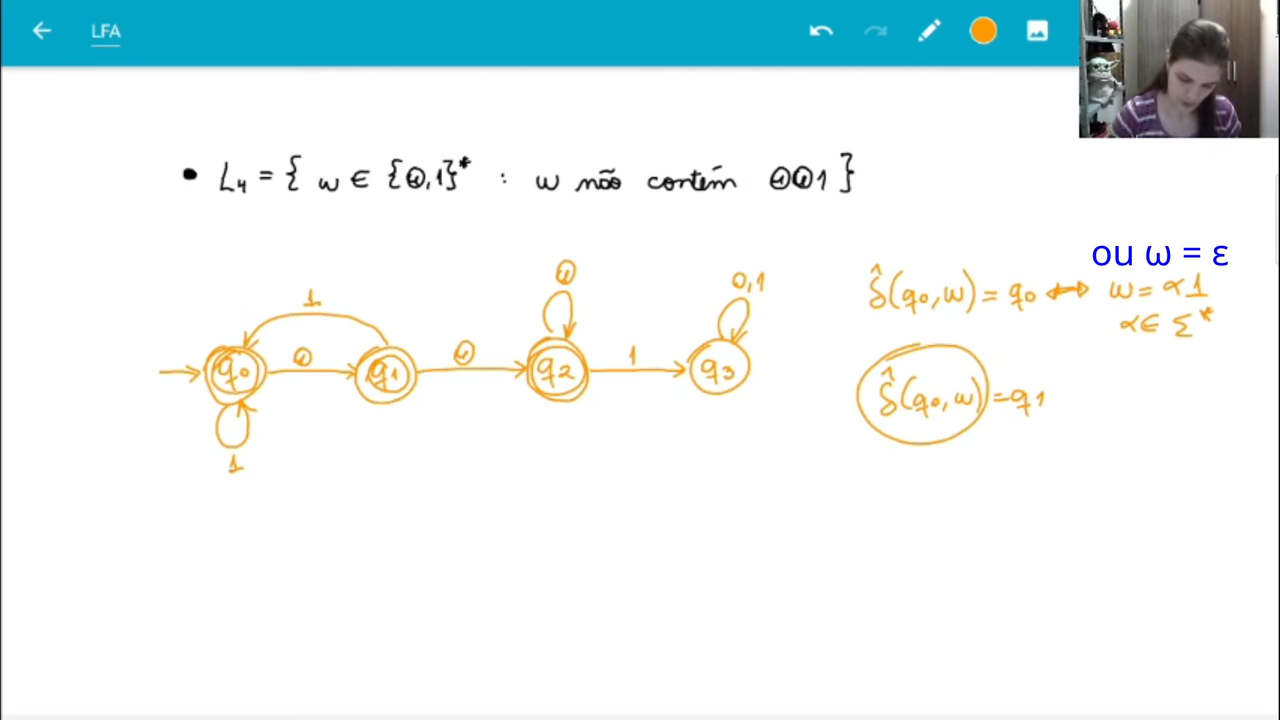 LFA
• L₄ = { w ∈ {0,1}* : w não contém 001 }
ou ω = ε
δ̂(q₀,w) = q₀ ↔ w = α1
α ∈ Σ*
δ̂(q₀,w) = q₁
0
0,1
1
0
0
1
q₀
q₁
q₂
q₃
1